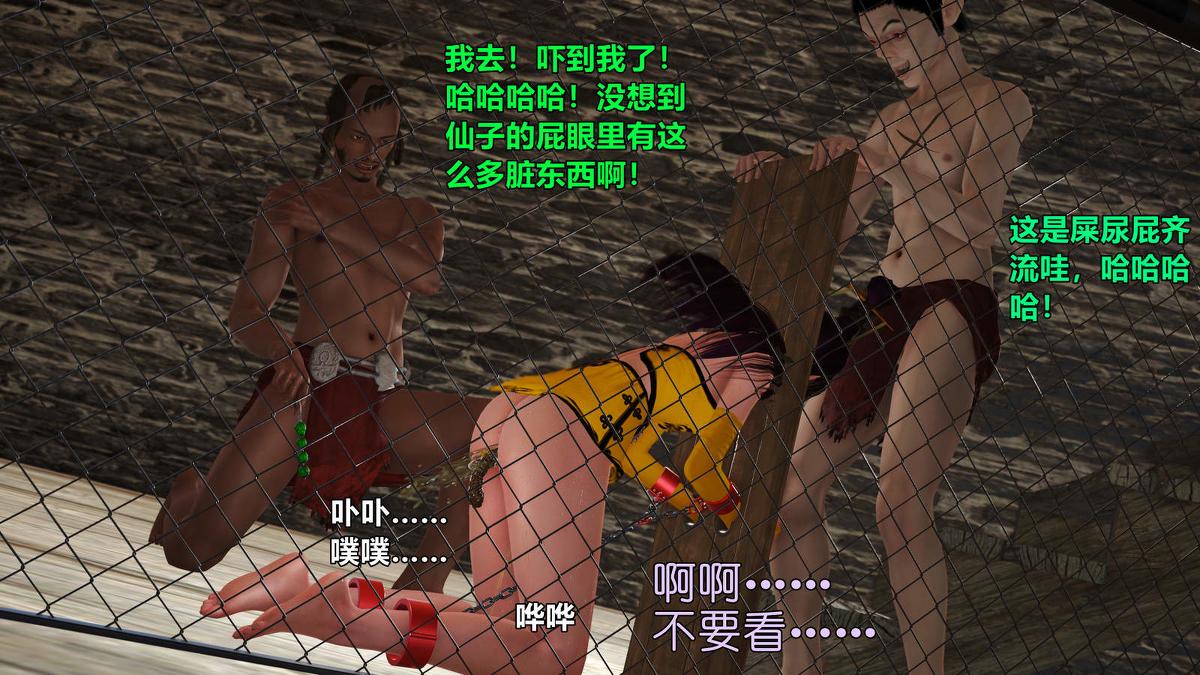 我去！吓到我了！
哈哈哈哈！没想到
仙子的屁眼里有这
么多脏东西啊！
这是屎尿屁齐
流哇，哈哈哈
哈！
卟卟……
噗噗……
哗哗
啊啊……
不要看……